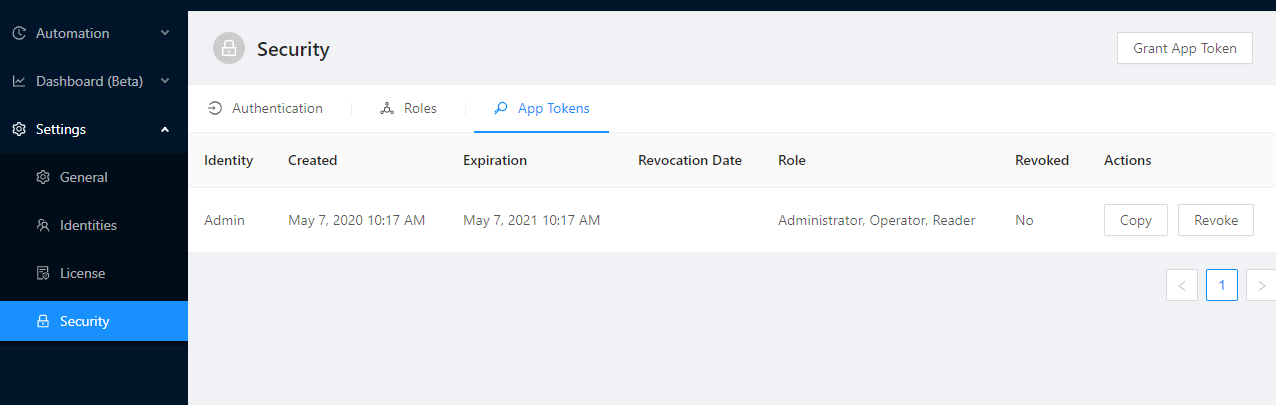 Automation
Dashboard (Beta)
Settings
General
Identities
License
Security
Security
Grant App Token
Authentication Roles App Tokens
Identity Created Expiration Revocation Date Role Revoked Actions
Admin May 7, 2020 10:17 AM May 7, 2021 10:17 AM Administrator, Operator, Reader No Copy Revoke
< 1 >